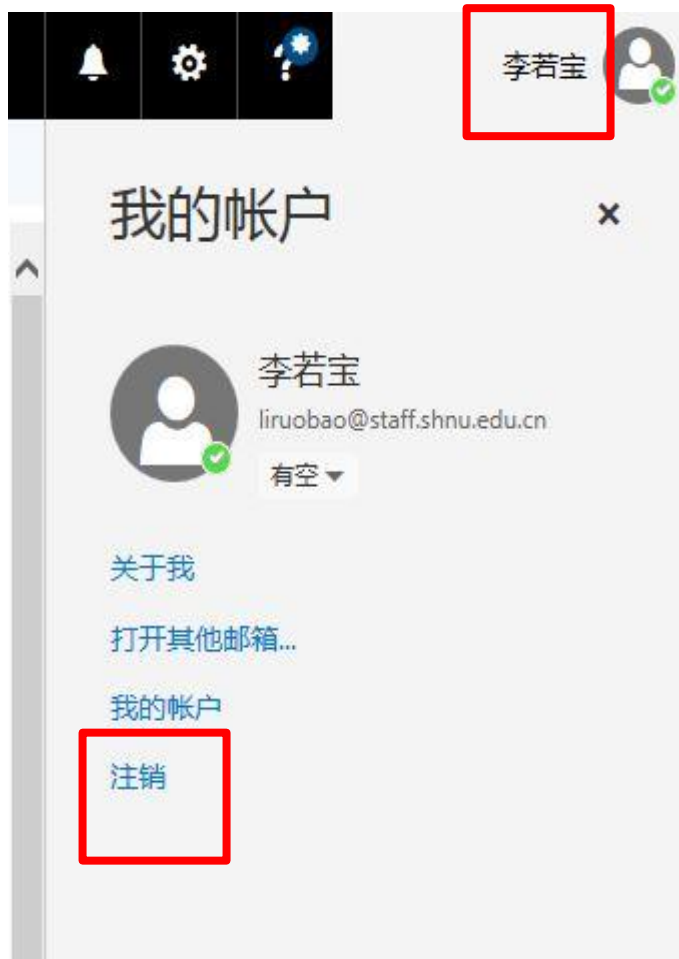 李若宝
我的帐户
李若宝
liruobao@staff.shnu.edu.cn
有空
关于我
打开其他邮箱...
我的帐户
注销